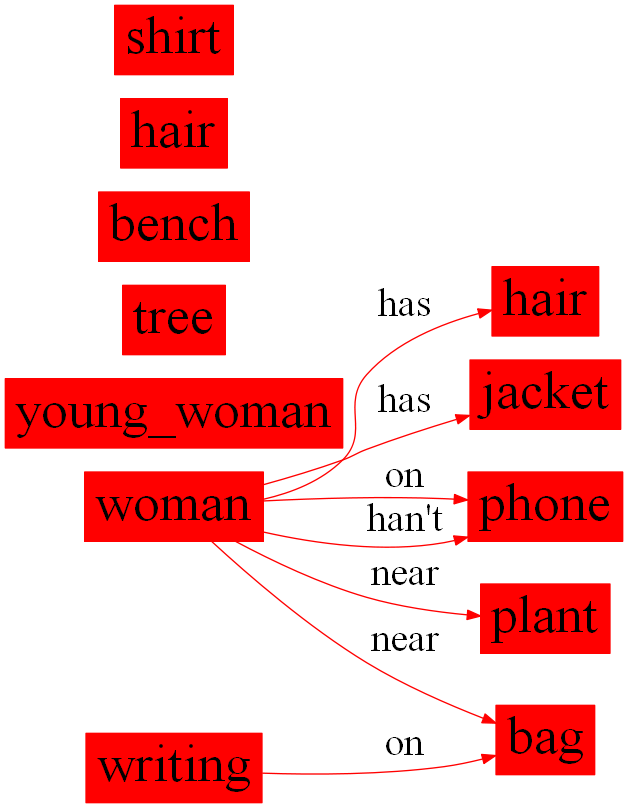 shirt
hair
bench
tree
has
hair
young_woman
has
jacket
woman
on
han't
phone
near
plant
near
writing
on
bag